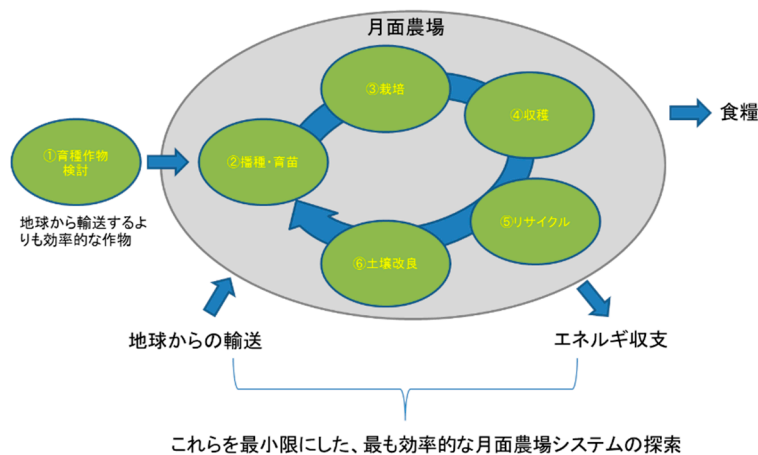 月面農場
③栽培
④収穫
食糧
①育種作物
検討
②播種・育苗
地球から輸送するよ
りも効率的な作物
⑤リサイクル
⑥土壌改良
地球からの輸送
エネルギ収支
これらを最小限にした、最も効率的な月面農場システムの探索